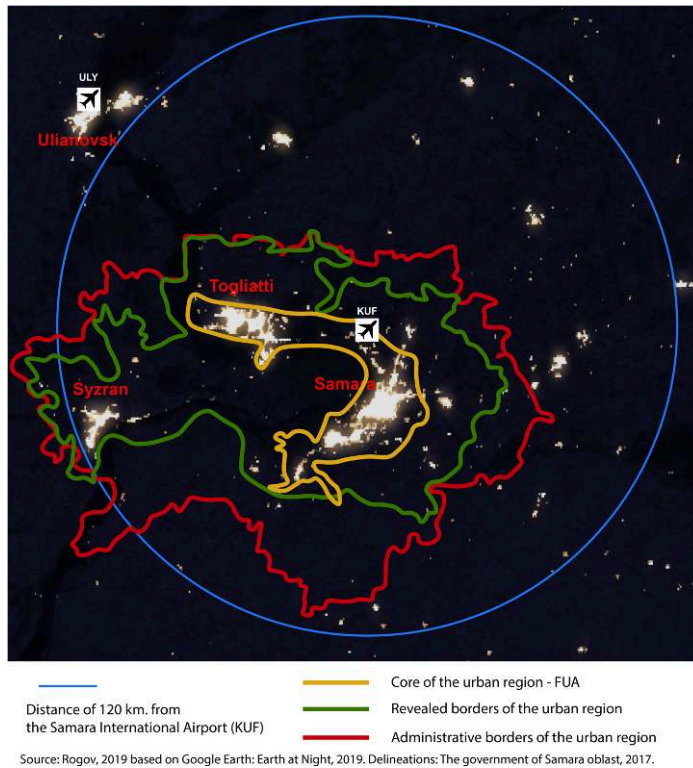 ULY
Ulianovsk
Togliatti
KUF
Samara
Syzran
Core of the urban region - FUA
Distance of 120 km. from
the Samara International Airport (KUF)
Revealed borders of the urban region
Administrative borders of the urban region
Source: Rogov, 2019 based on Google Earth: Earth at Night, 2019. Delineations: The government of Samara oblast, 2017.